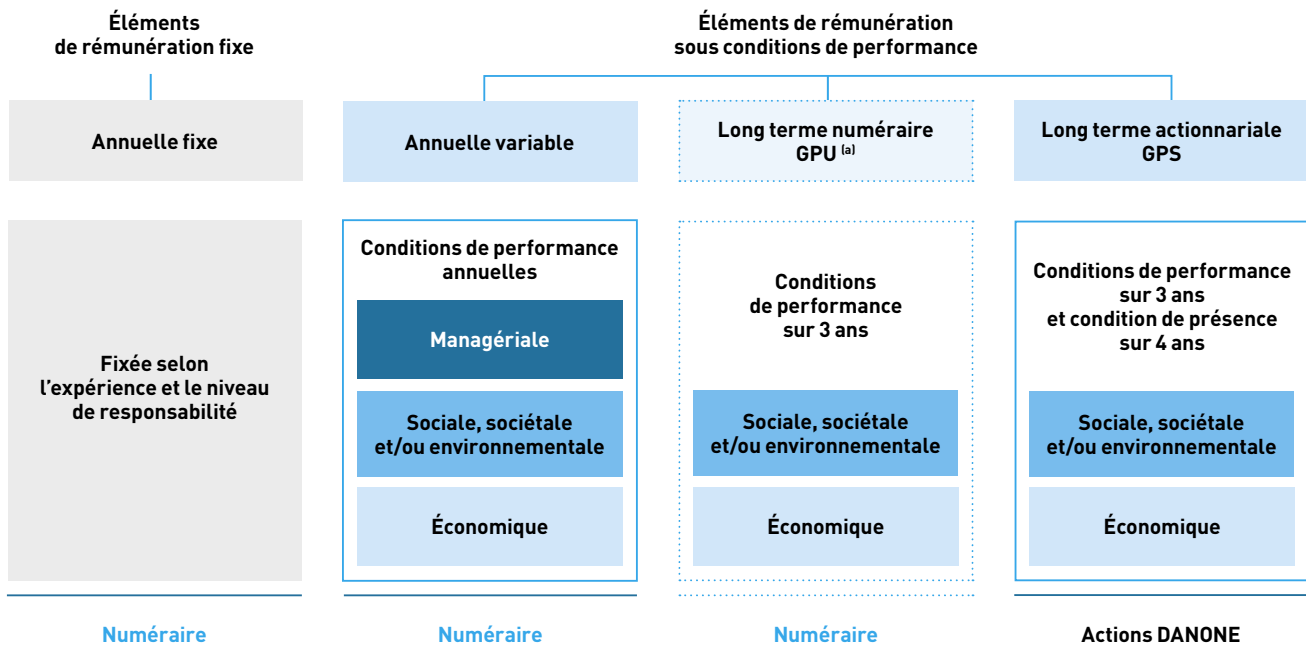 Éléments
de rémunération fixe
Éléments de rémunération
sous conditions de performance
Annuelle fixe
Annuelle variable
Long terme numéraire
GPU (a)
Long terme actionnariale
GPS
Fixée selon
l'expérience et le niveau
de responsabilité
Conditions de performance
annuelles
Managériale
Sociale, sociétale
et/ou environnementale
Économique
Conditions
de performance
sur 3 ans
Sociale, sociétale
et/ou environnementale
Économique
Conditions de performance
sur 3 ans
et condition de présence
sur 4 ans
Sociale, sociétale
et/ou environnementale
Économique
Numéraire
Numéraire
Numéraire
Actions DANONE